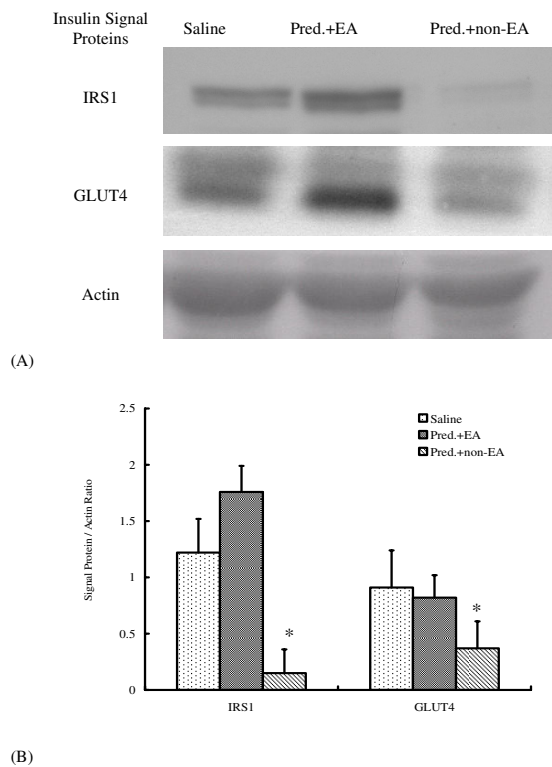 Insulin Signal
Proteins
Saline
Pred.+EA
Pred.+non-EA
IRS1
GLUT4
Actin
(A)
2.5
2
1.5
1
0.5
0
Signal Protein / Actin Ratio
Saline
Pred.+EA
Pred.+non-EA
*
*
IRS1
GLUT4
(B)